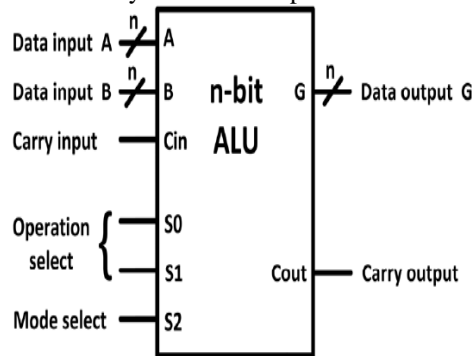 n
Data input A A
n
Data input B B n-bit G n Data output G
Carry input Cin ALU
Operation select S0
S1 Cout Carry output
Mode select S2